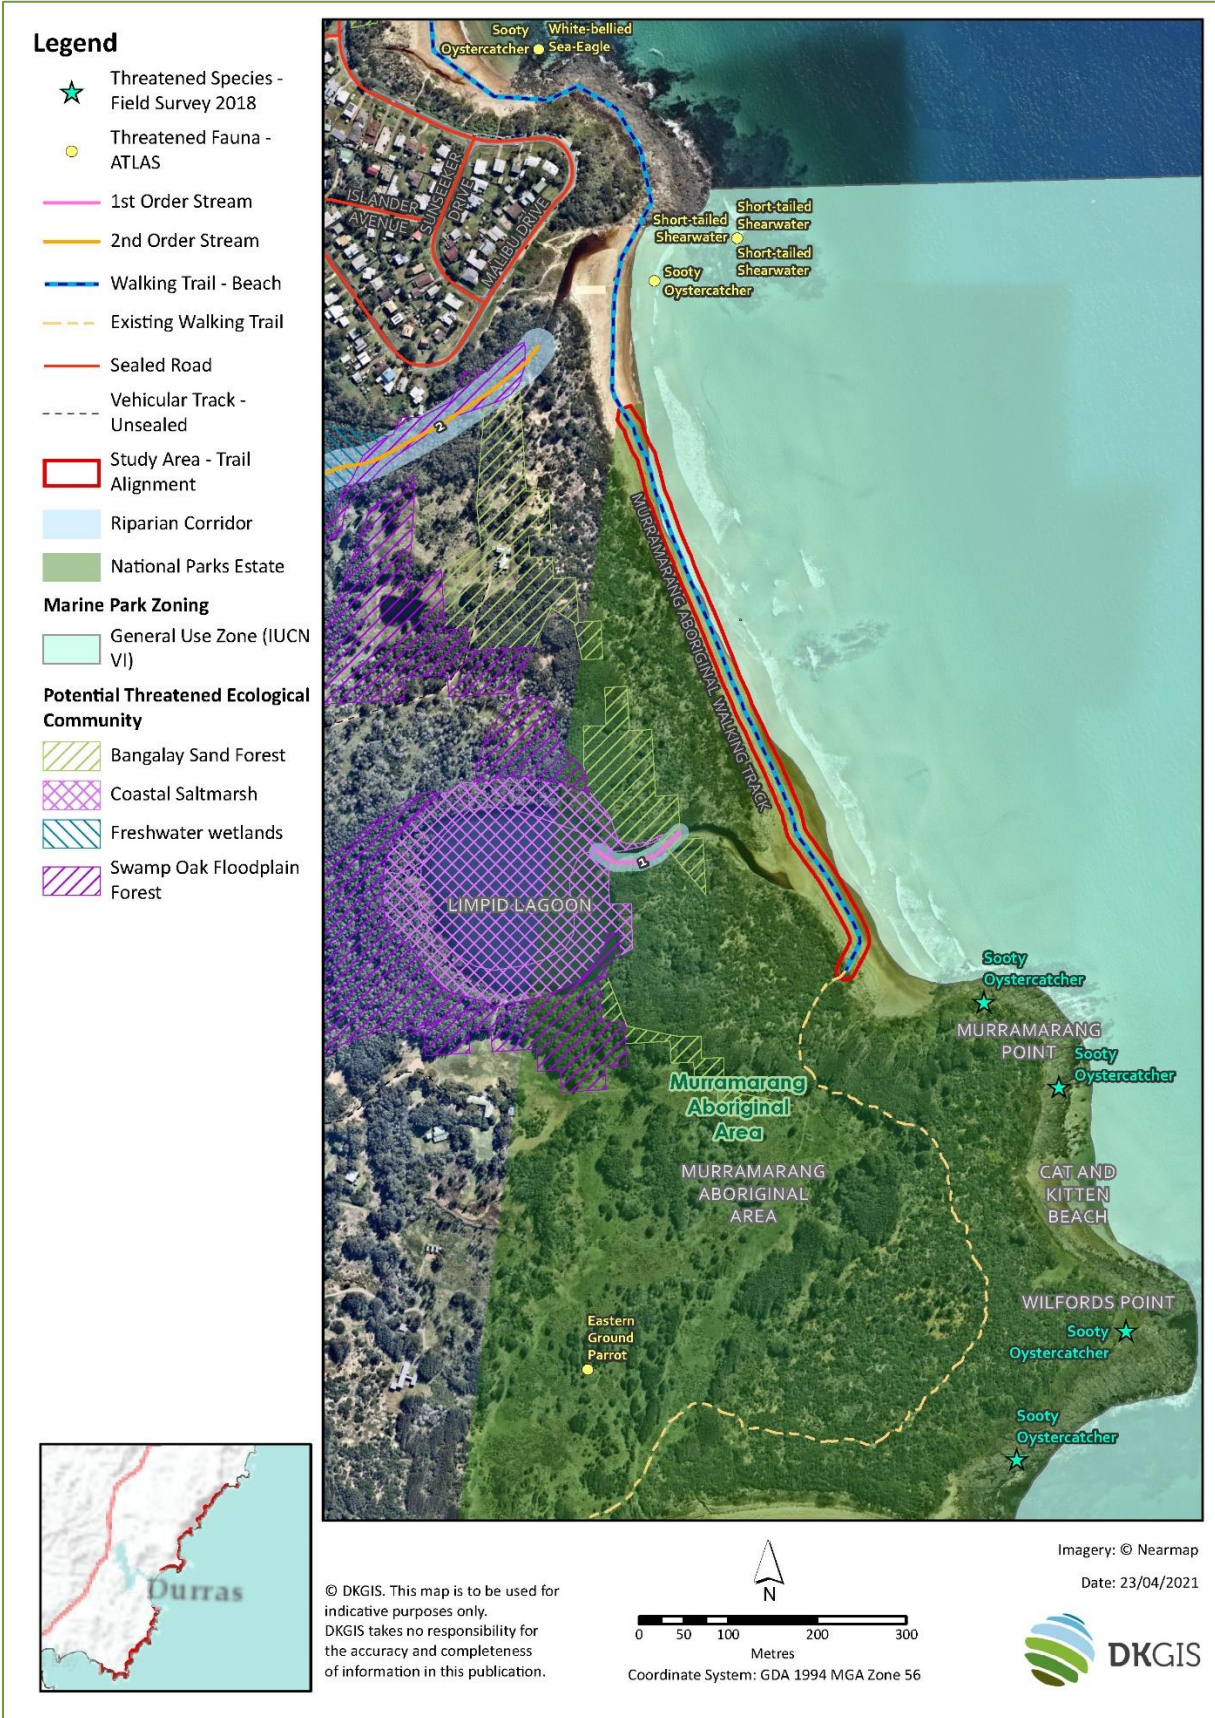 Legend
Threatened Species -
Field Survey 2018
Threatened Fauna -
ATLAS
1st Order Stream
2nd Order Stream
Walking Trail - Beach
Existing Walking Trail
Sealed Road
Vehicular Track -
Unsealed
Study Area - Trail
Alignment
Riparian Corridor
National Parks Estate
Marine Park Zoning
General Use Zone (IUCN
VI)
Potential Threatened Ecological
Community
Bangalay Sand Forest
Coastal Saltmarsh
Freshwater wetlands
Swamp Oak Floodplain
Forest
Sooty
Oystercatcher
White-bellied
Sea-Eagle
ISLANDER
AVENUE
SUNSEEKER
DRIVE
MALIBU DRIVE
Short-tailed
Shearwater
Short-tailed
Shearwater
Short-tailed
Shearwater
Sooty
Oystercatcher
2
MURRAMARANG ABORIGINAL WALKING TRACK
1
LIMPID LAGOON
Sooty
Oystercatcher
MURRAMARANG
POINT
Sooty
Oystercatcher
Murramarang
Aboriginal
Area
MURRAMARANG
ABORIGINAL
AREA
CAT AND
KITTEN
BEACH
WILFORDS POINT
Sooty
Oystercatcher
Eastern
Ground
Parrot
Sooty
Oystercatcher
Durras
© DKGIS. This map is to be used for
indicative purposes only.
DKGIS takes no responsibility for
the accuracy and completeness
of information in this publication.
N
0 50 100 200 300
Metres
Coordinate System: GDA 1994 MGA Zone 56
Imagery: © Nearmap
Date: 23/04/2021
DKGIS